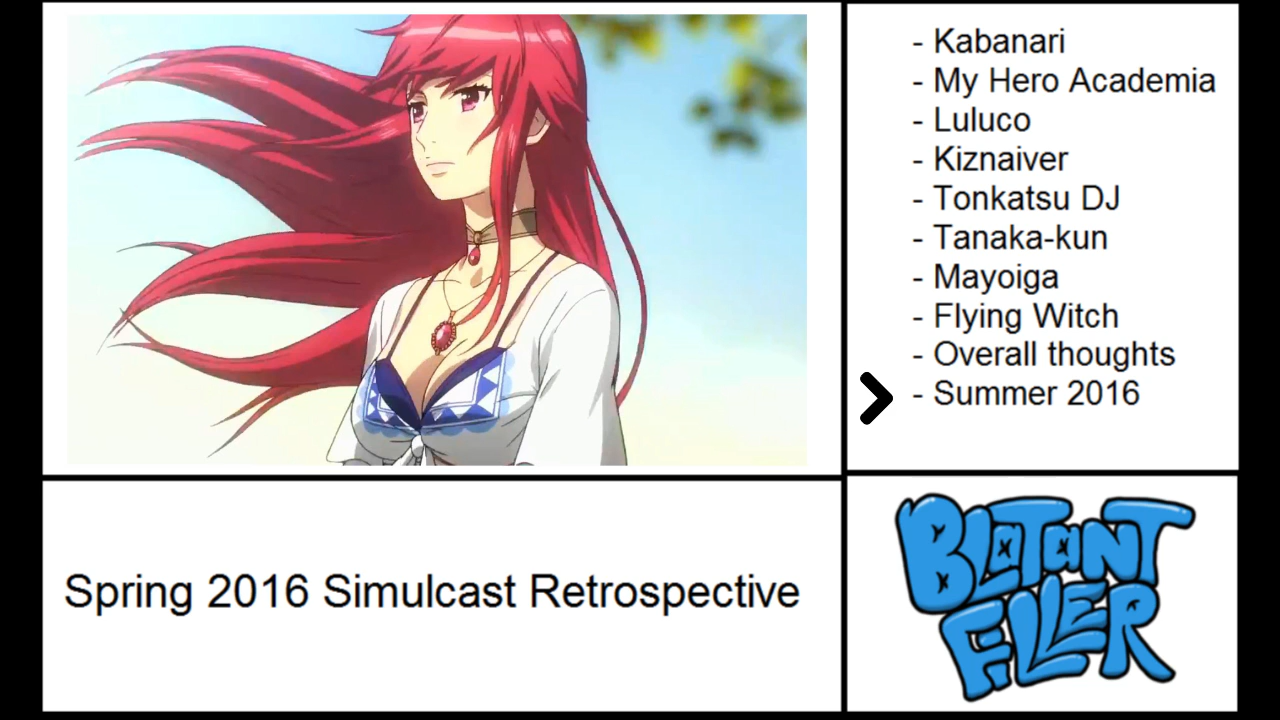 - Kabanari
- My Hero Academia
- Luluco
- Kiznaiver
- Tonkatsu DJ
- Tanaka-kun
- Mayoiga
- Flying Witch
- Overall thoughts
- Summer 2016
Spring 2016 Simulcast Retrospective
BLATANT
FILLER